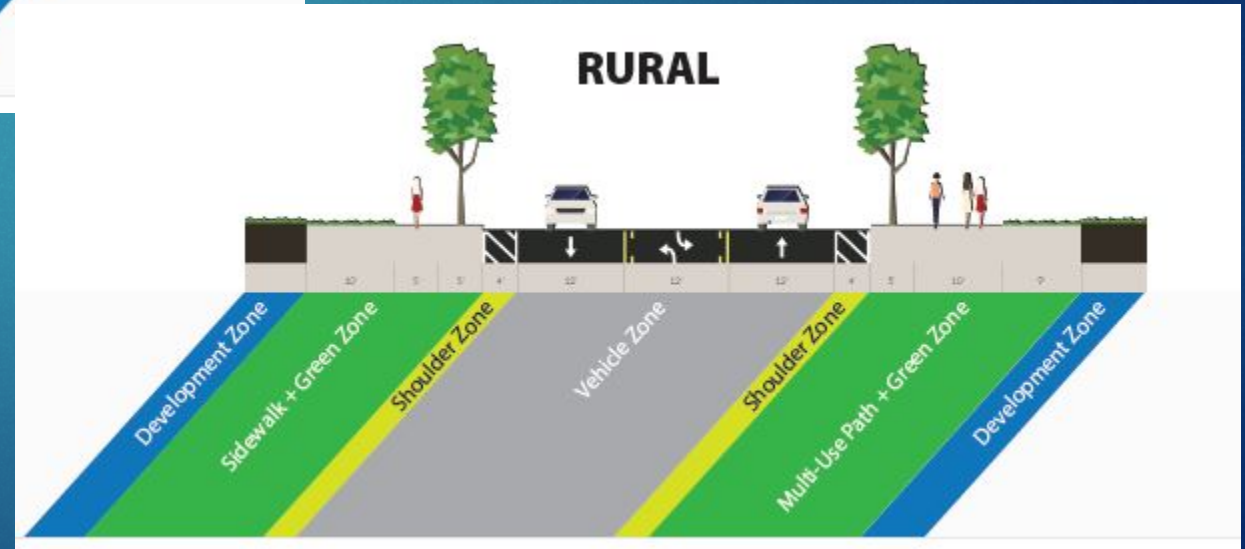 RURAL
10' 5' 5' 4' 12' 12' 12' 4' 5' 10' 9'
Development Zone
Sidewalk + Green Zone
Shoulder Zone
Vehicle Zone
Shoulder Zone
Multi-Use Path + Green Zone
Development Zone